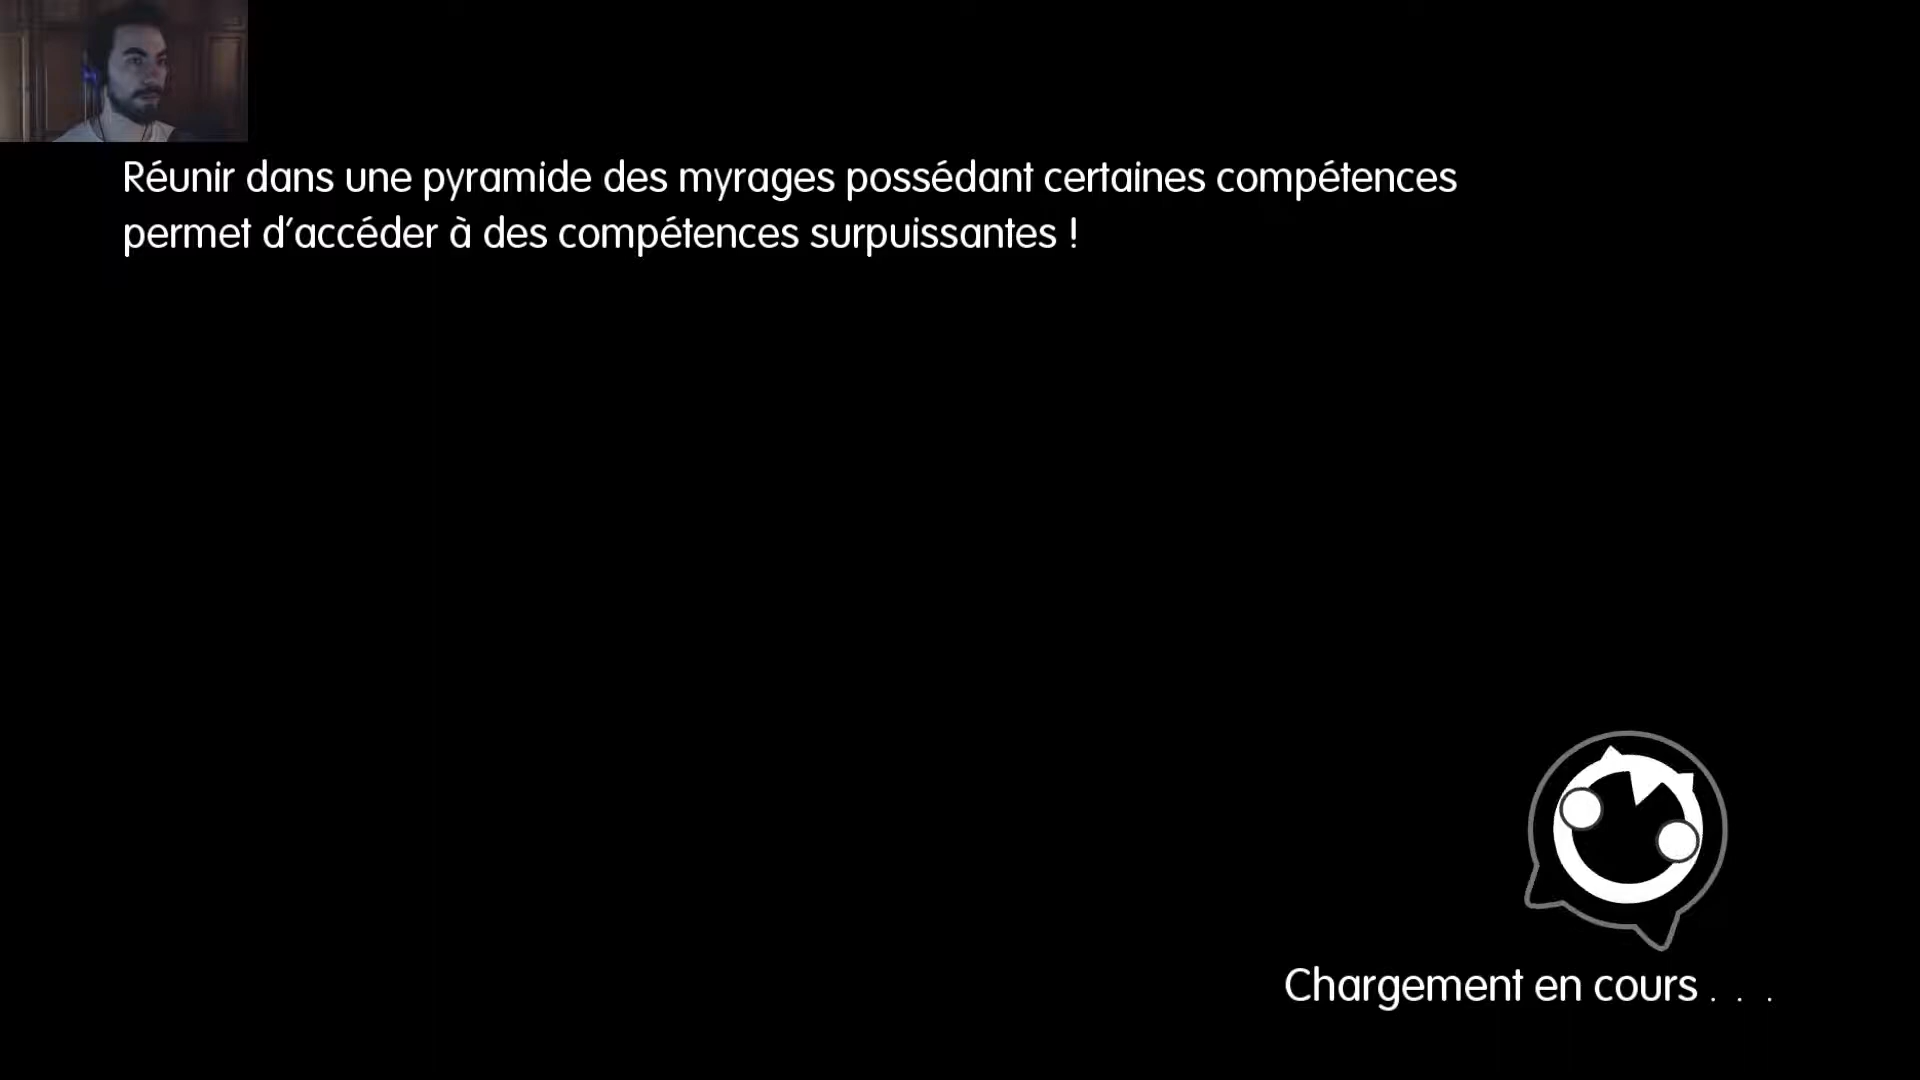 Réunir dans une pyramide des myrages possédant certaines compétences
permet d’accéder à des compétences surpuissantes !
Chargement en cours . . .